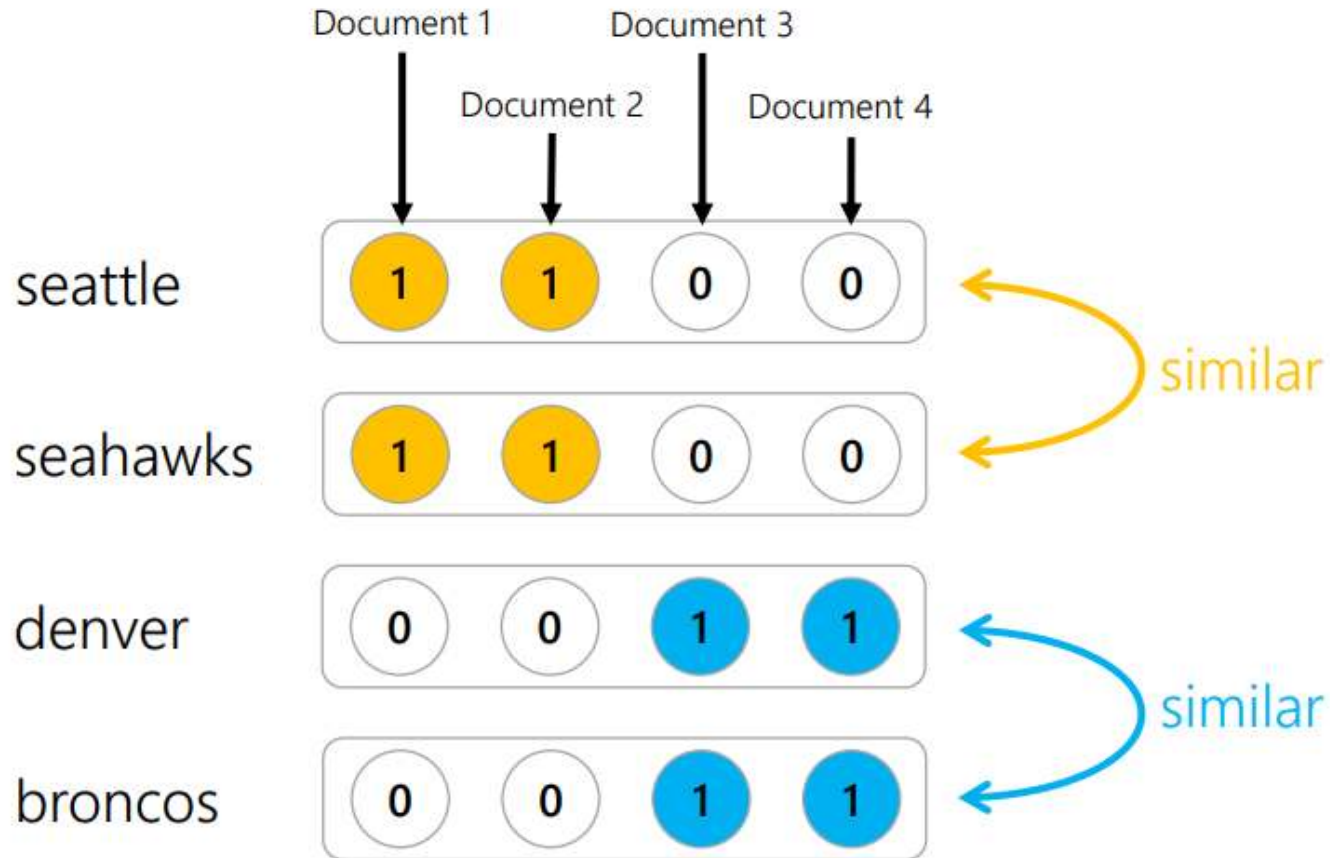 Document 1 Document 3
Document 2 Document 4
seattle 1 1 0 0
similar
seahawks 1 1 0 0
denver 0 0 1 1
similar
broncos 0 0 1 1